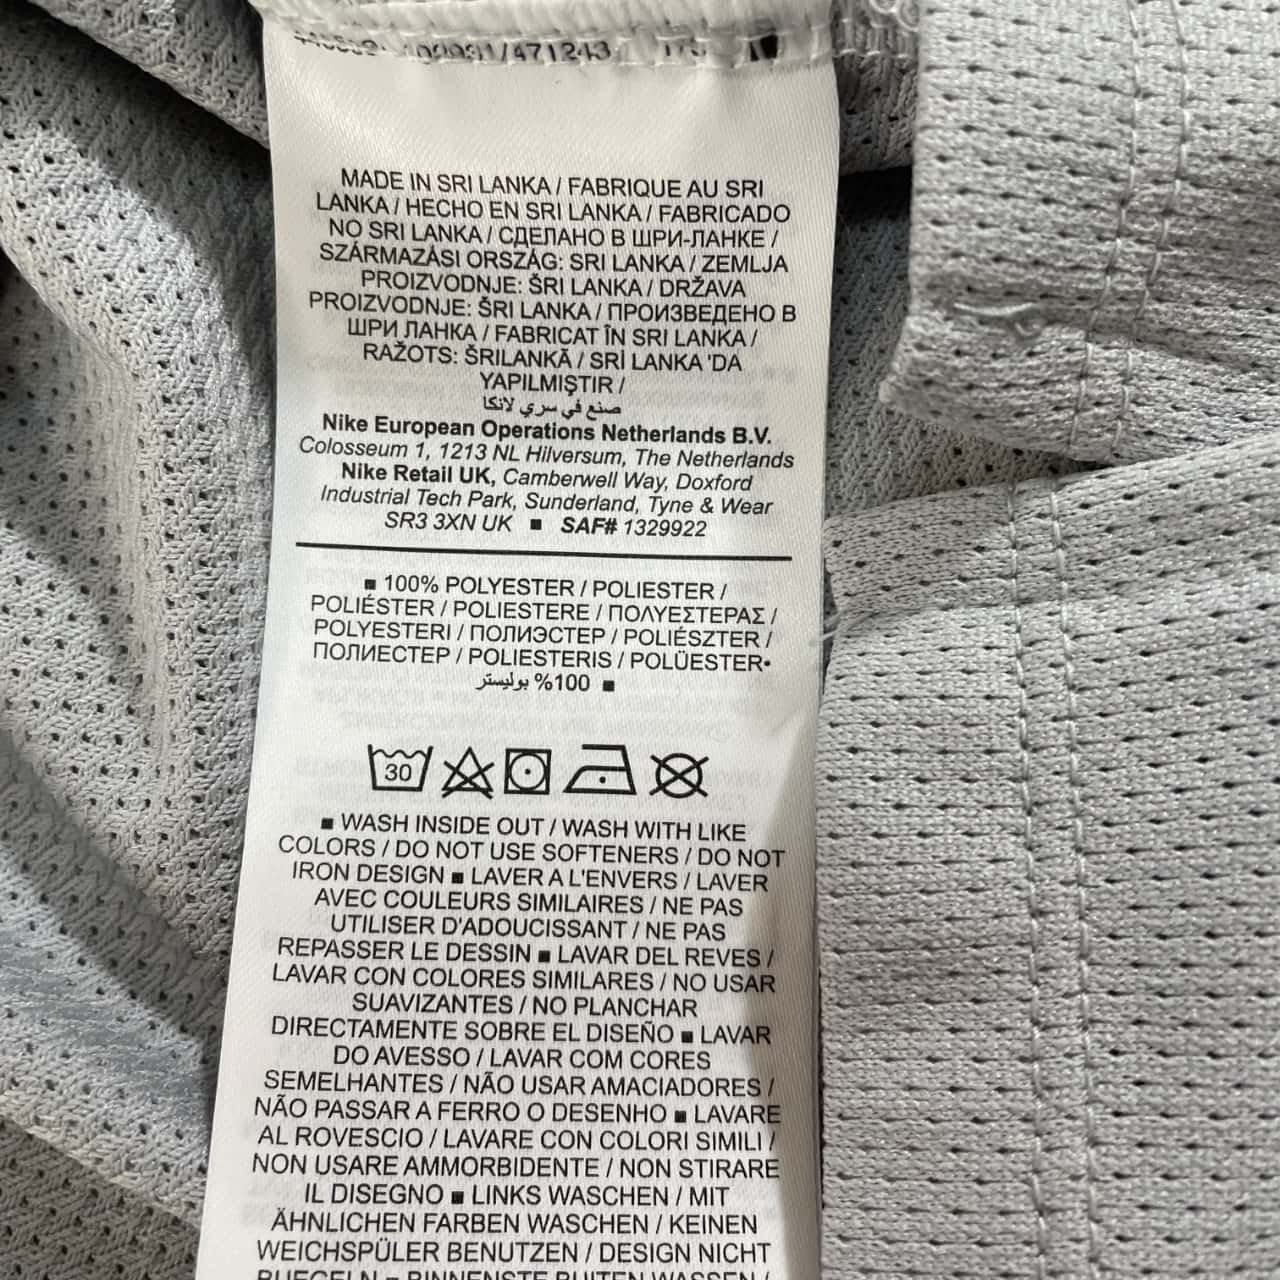 MADE IN SRI LANKA / FABRIQUE AU SRI
LANKA / HECHO EN SRI LANKA / FABRICADO
NO SRI LANKA / СДЕЛАНО В ШРИ-ЛАНКЕ /
SZÁRMAZÁSI ORSZÁG: SRI LANKA / ZEMLJA
PROIZVODNJE: ŠRI LANKA / DRŽAVA
PROIZVODNJE: ŠRI LANKA / ПРОИЗВЕДЕНО В
ШРИ ЛАНКА / FABRICAT ÎN SRI LANKA /
RAŽOTS: ŠRILANKĀ / SRİ LANKA 'DA
YAPILMIŞTIR /
صنع في سري لانكا
Nike European Operations Netherlands B.V.
Colosseum 1, 1213 NL Hilversum, The Netherlands
Nike Retail UK, Camberwell Way, Doxford
Industrial Tech Park, Sunderland, Tyne & Wear
SR3 3XN UK ■ SAF# 1329922
■ 100% POLYESTER / POLIESTER /
POLIÉSTER / POLIESTERE / ΠΟΛΥΕΣΤΕΡΑΣ /
POLYESTERI / ПОЛИЭСТЕР / POLIÉSZTER /
ПОЛИЕСТЕР / POLIESTERIS / POLÜESTER•
100% بوليستر ■
30
■ WASH INSIDE OUT / WASH WITH LIKE
COLORS / DO NOT USE SOFTENERS / DO NOT
IRON DESIGN ■ LAVER A L'ENVERS / LAVER
AVEC COULEURS SIMILAIRES / NE PAS
UTILISER D'ADOUCISSANT / NE PAS
REPASSER LE DESSIN ■ LAVAR DEL REVES /
LAVAR CON COLORES SIMILARES / NO USAR
SUAVIZANTES / NO PLANCHAR
DIRECTAMENTE SOBRE EL DISEÑO ■ LAVAR
DO AVESSO / LAVAR COM CORES
SEMELHANTES / NÃO USAR AMACIADORES /
NÃO PASSAR A FERRO O DESENHO ■ LAVARE
AL ROVESCIO / LAVARE CON COLORI SIMILI /
NON USARE AMMORBIDENTE / NON STIRARE
IL DISEGNO ■ LINKS WASCHEN / MIT
ÄHNLICHEN FARBEN WASCHEN / KEINEN
WEICHSPÜLER BENUTZEN / DESIGN NICHT
BUEGELN ■ BINNENSTE BUITEN WASSEN /